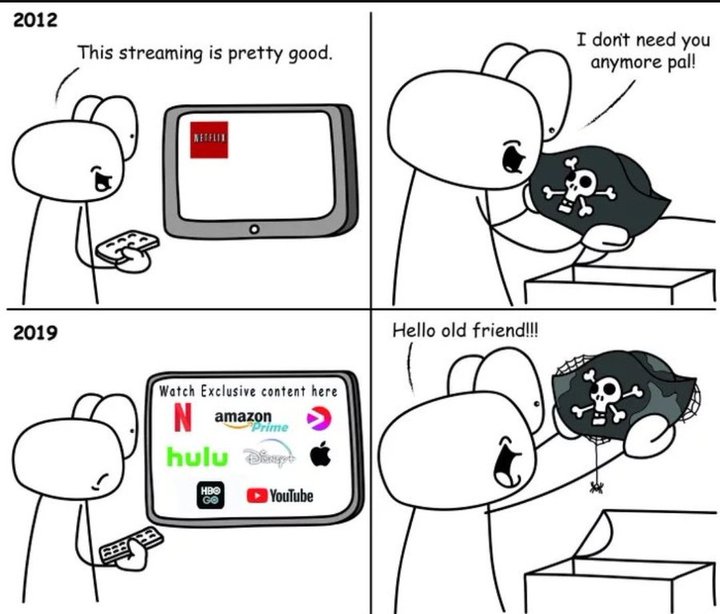 2012
This streaming is pretty good.
NETFLIX
I don't need you
anymore pal!
2019
Watch Exclusive content here
N
amazon
Prime
hulu
Disney+
HBO
GO
YouTube
Hello old friend!!!